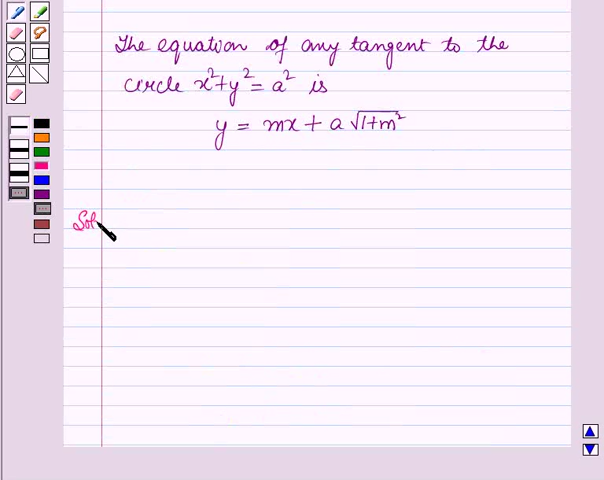 The equation of any tangent to the
circle x²+y² = a² is
y = mx + a √1+m²
Sol